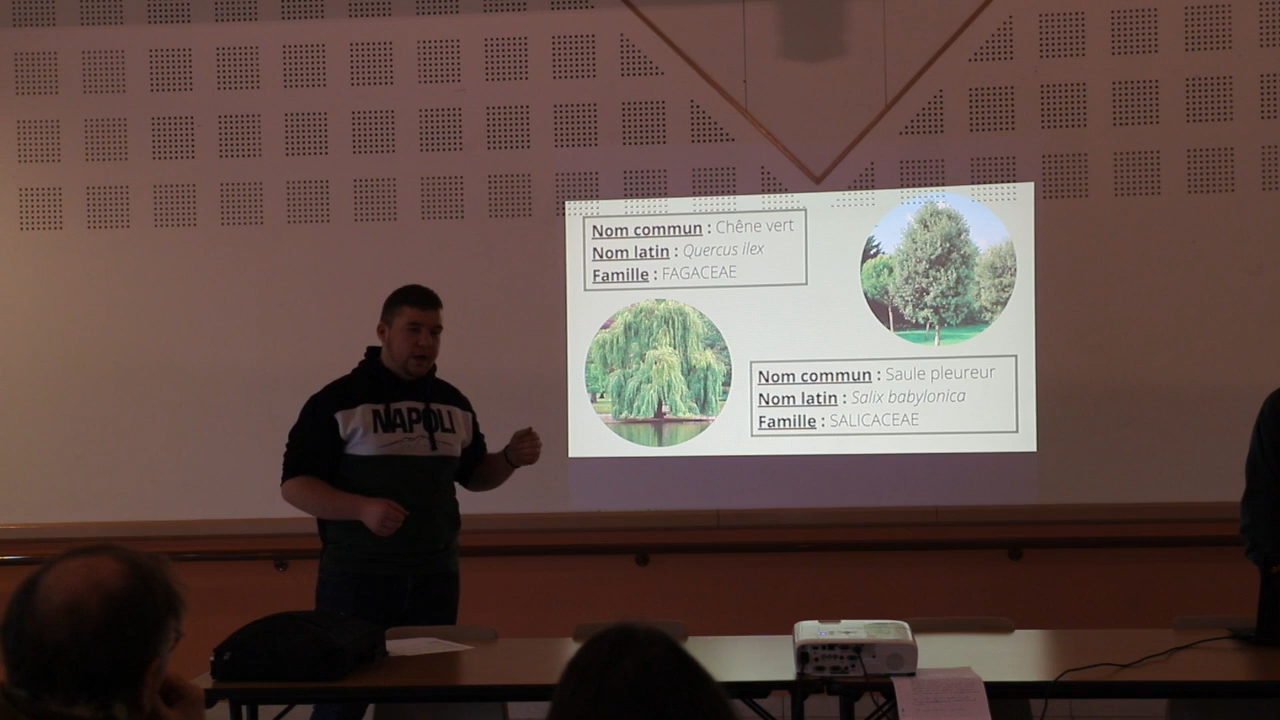 Nom commun : Chêne vert
Nom latin : Quercus ilex
Famille : FAGACEAE
Nom commun : Saule pleureur
Nom latin : Salix babylonica
Famille : SALICACEAE
NAPOLI